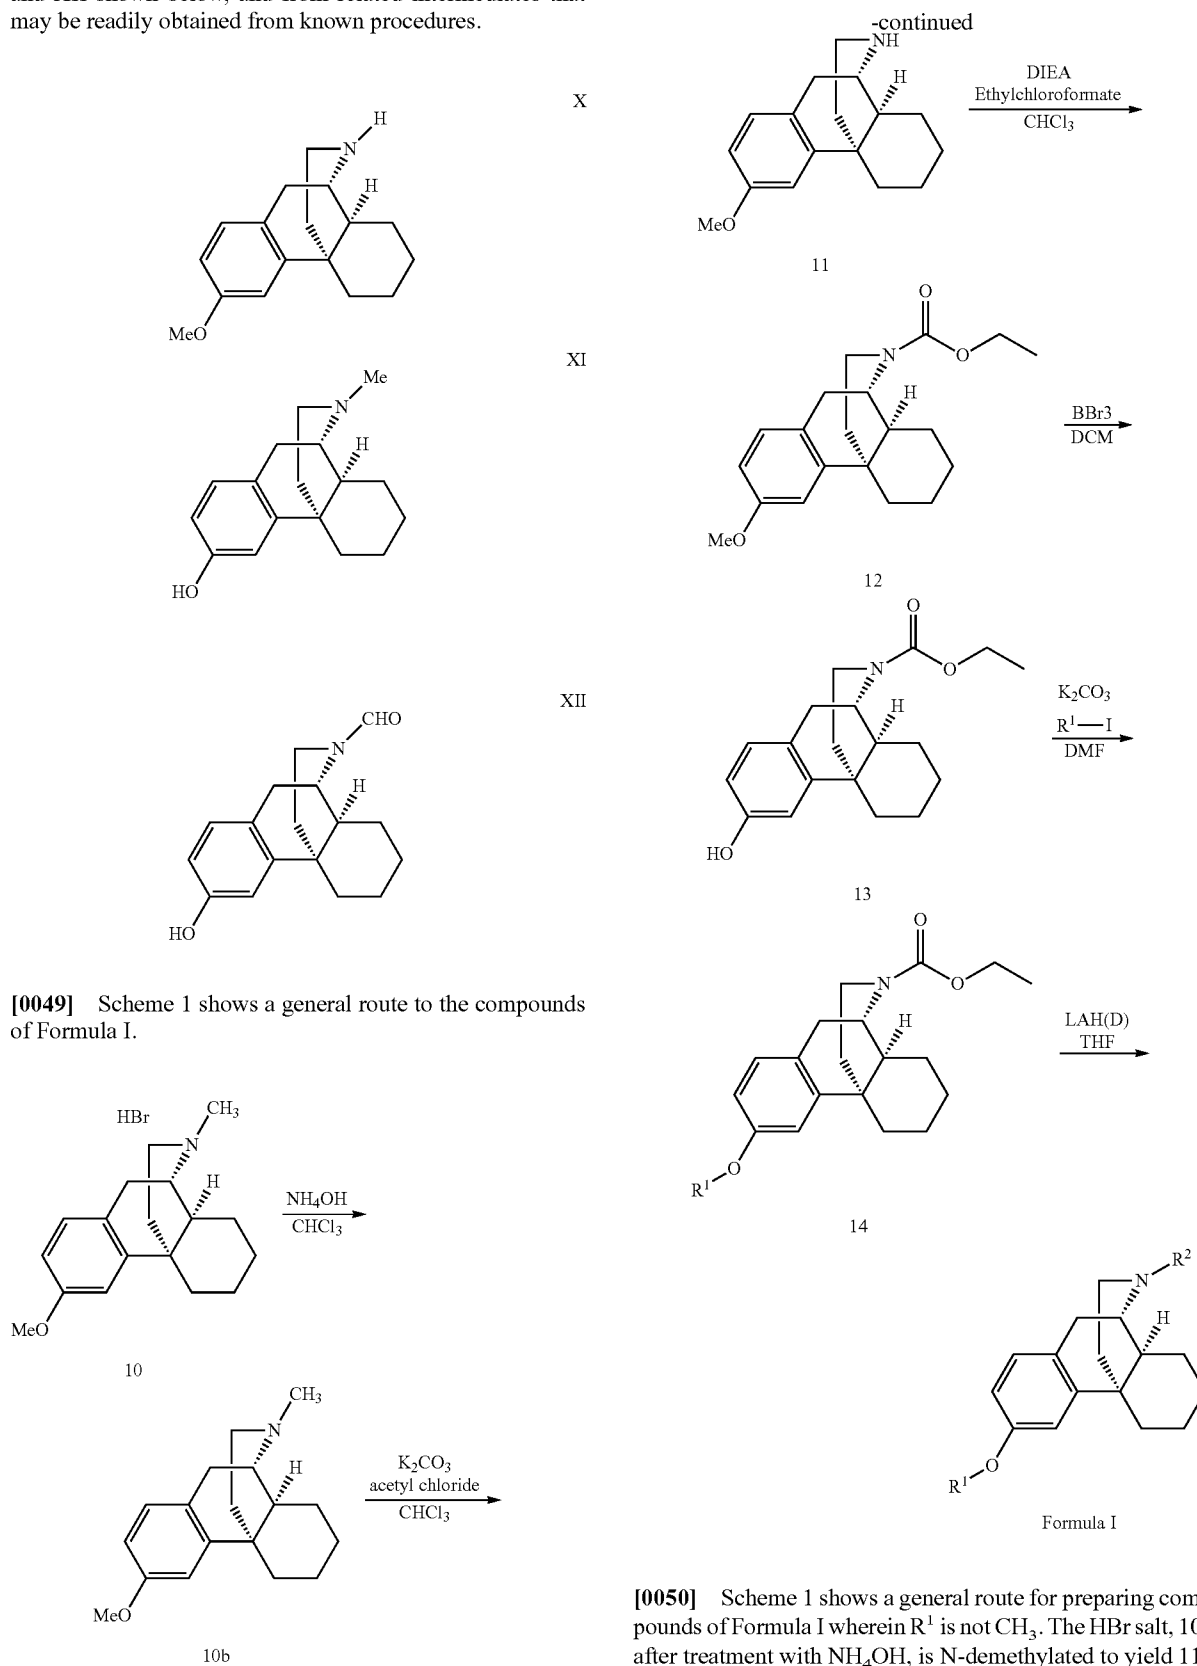 may be readily obtained from known procedures.
X
H
N
H
MeO
XI
Me
N
H
HO
XII
CHO
N
H
HO
[0049] Scheme 1 shows a general route to the compounds
of Formula I.
HBr
CH3
N
H
MeO
NH4OH
CHCl3
10
CH3
N
H
MeO
K2CO3
acetyl chloride
CHCl3
10b
-continued
NH
H
MeO
DIEA
Ethylchloroformate
CHCl3
11
O
N
O
H
MeO
BBr3
DCM
12
O
N
O
H
HO
K2CO3
R1—I
DMF
13
O
N
O
H
O
R1
LAH(D)
THF
14
R2
N
H
O
R1
Formula I
[0050] Scheme 1 shows a general route for preparing com
pounds of Formula I wherein R1 is not CH3. The HBr salt, 10
after treatment with NH4OH, is N-demethylated to yield 11